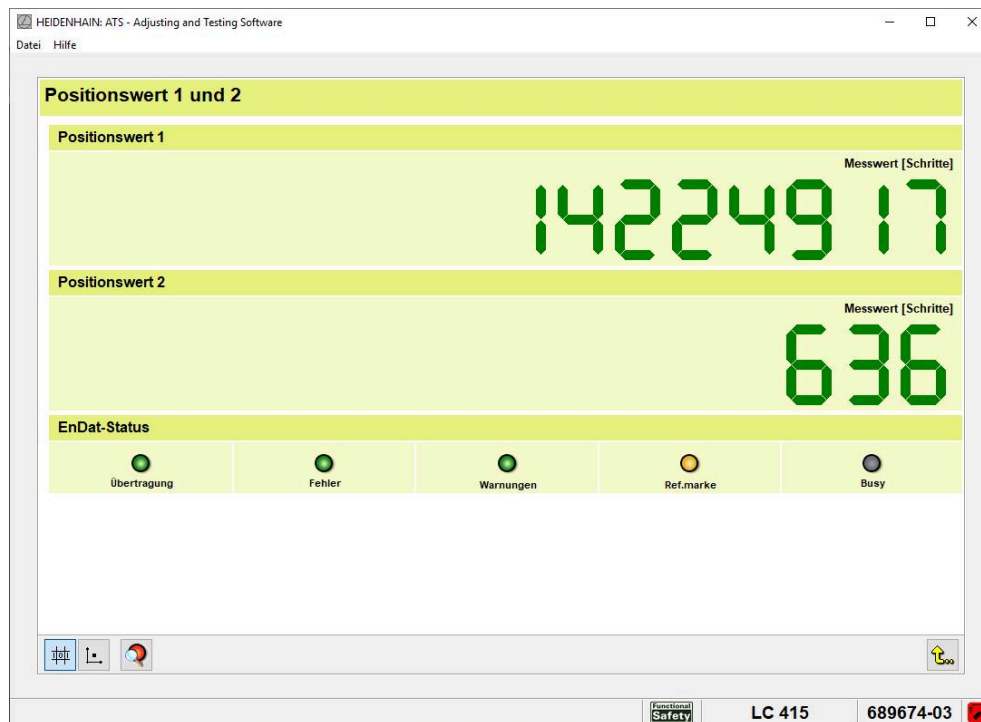 HEIDENHAIN: ATS - Adjusting and Testing Software
Datei Hilfe
Positionswert 1 und 2
Positionswert 1
Messwert [Schritte]
14224917
Positionswert 2
Messwert [Schritte]
636
EnDat-Status
Übertragung Fehler Warnungen Ref.marke Busy
Functional
Safety
LC 415 689674-03